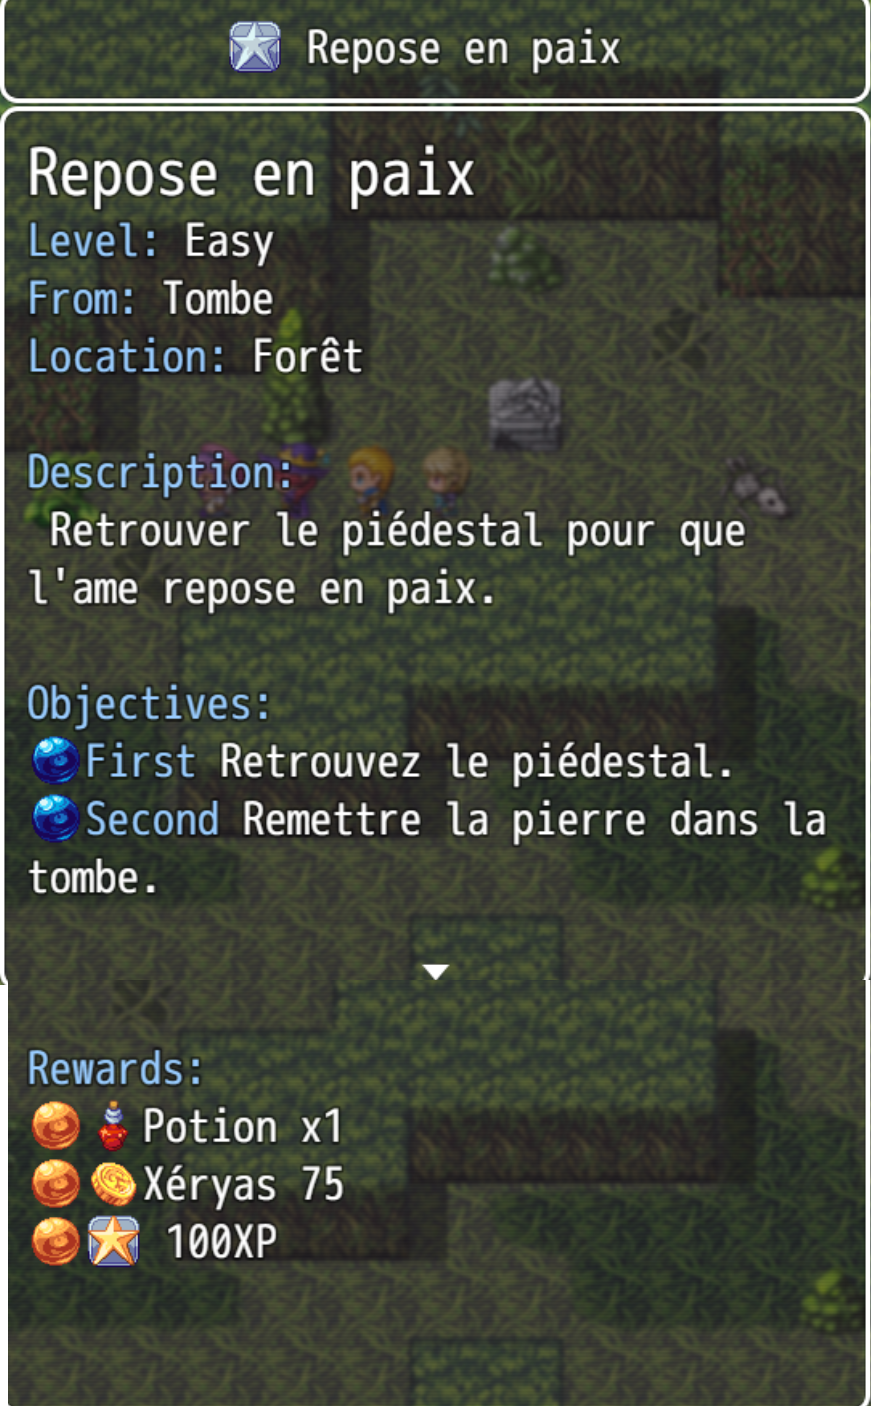 Repose en paix
Repose en paix
Level: Easy
From: Tombe
Location: Forêt
Description:
Retrouver le piédestal pour que
l'ame repose en paix.
Objectives:
First Retrouvez le piédestal.
Second Remettre la pierre dans la
tombe.
Rewards:
Potion x1
Xéryas 75
100XP